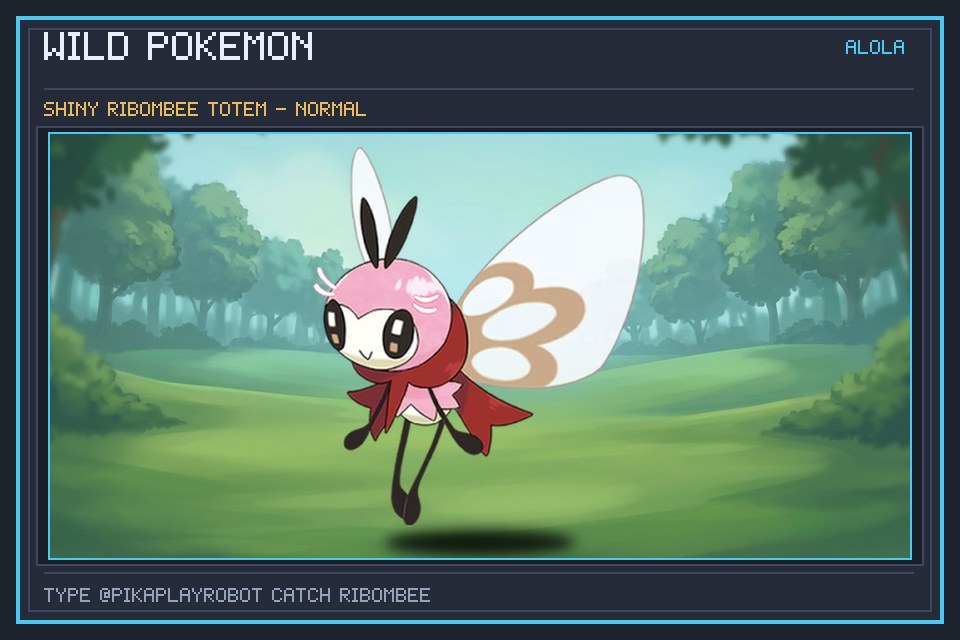 WILD POKEMON
ALOLA
SHINY RIBOMBEE TOTEM - NORMAL
TYPE @PIKAPLAYROBOT CATCH RIBOMBEE